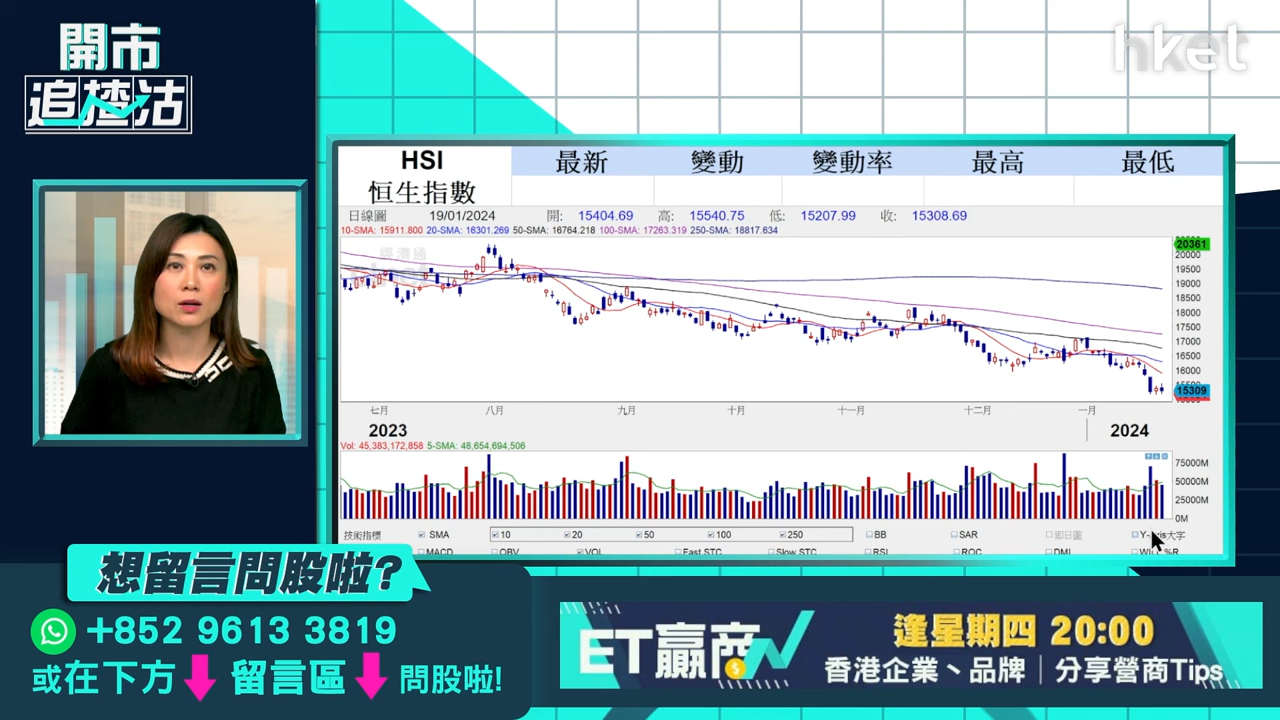 開市
追揸沽
hket
HSI 最新 變動 變動率 最高 最低
恒生指數
日線圖 19/01/2024 開: 15404.69 高: 15540.75 低: 15207.99 收: 15308.69
10-SMA: 15911.800 20-SMA: 16301.269 50-SMA: 16764.218 100-SMA: 17263.319 250-SMA: 18817.634
經濟通
20361
20000
19500
19000
18500
18000
17500
17000
16500
16000
15309
七月 八月 九月 十月 十一月 十二月 一月
2023 2024
Vol: 45,383,172,858 5-SMA: 48,654,694,506
75000M
50000M
25000M
0M
技術指標 SMA 10 20 50 100 250 BB SAR 即日圖 大字
MACD OBV VOL Fast STC Slow STC RSI ROC DMI %R
想留言問股啦?
+852 9613 3819
或在下方 留言區 問股啦!
ET贏商
逢星期四 20:00
香港企業、品牌｜分享營商Tips